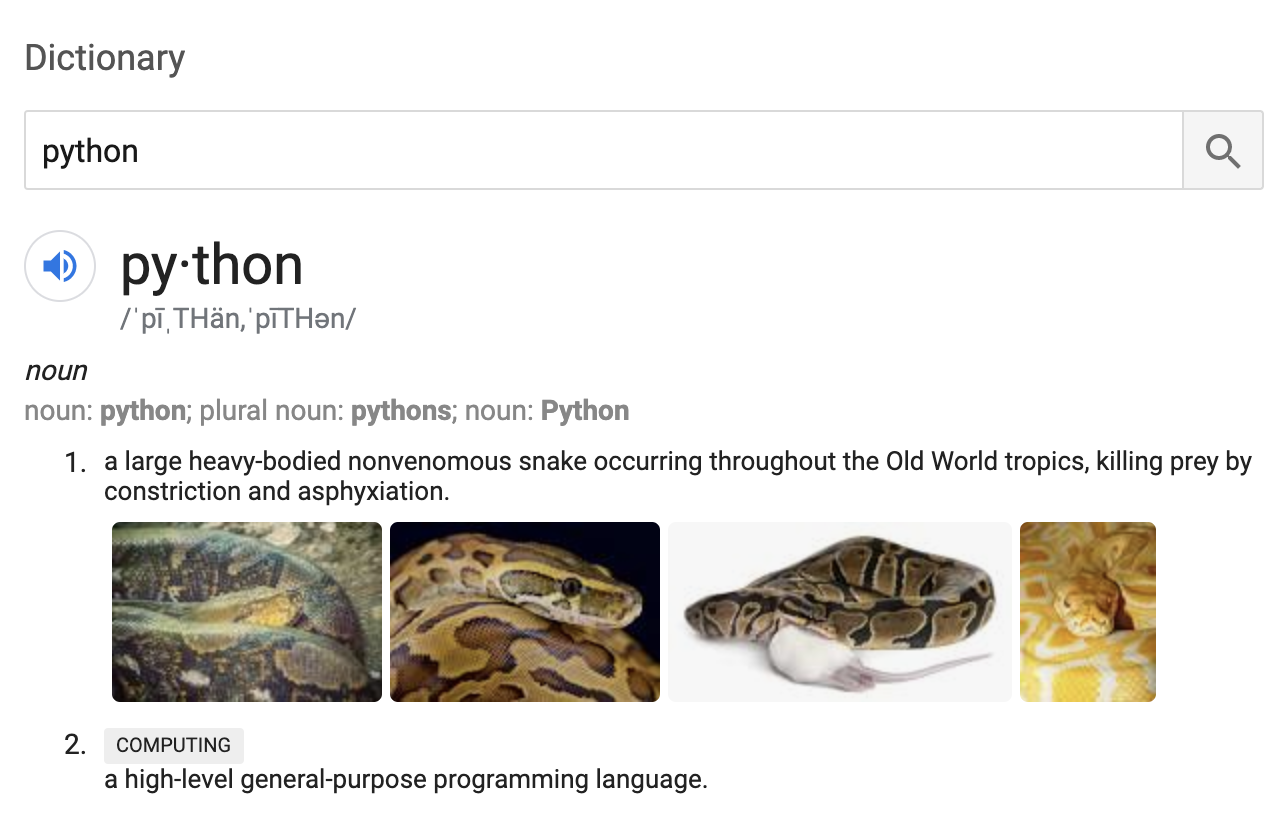 Dictionary
python
py·thon
/ˈpīˌTHän,ˈpīTHən/
noun
noun: python; plural noun: pythons; noun: Python
1. a large heavy-bodied nonvenomous snake occurring throughout the Old World tropics, killing prey by
constriction and asphyxiation.
2. COMPUTING
a high-level general-purpose programming language.